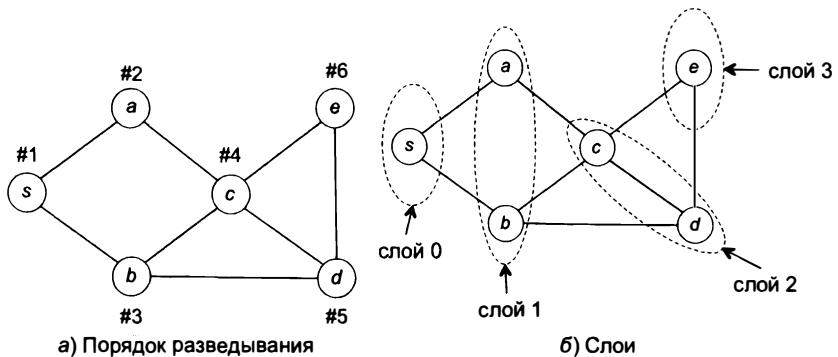 #2
#6
a
e
#1
#4
s
c
b
d
#3
#5
а) Порядок разведывания
a
e
слой 3
s
c
b
d
слой 0
слой 2
слой 1
б) Слои